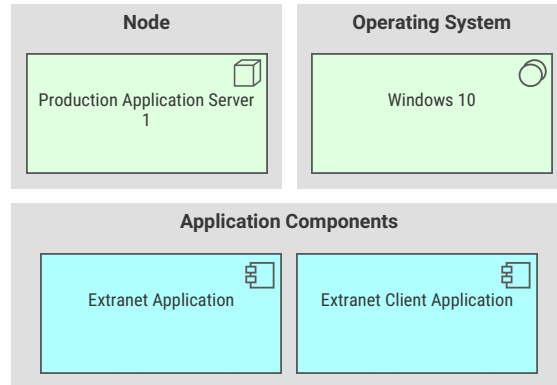 Node
Operating System
Production Application Server
1
Windows 10
Application Components
Extranet Application
Extranet Client Application